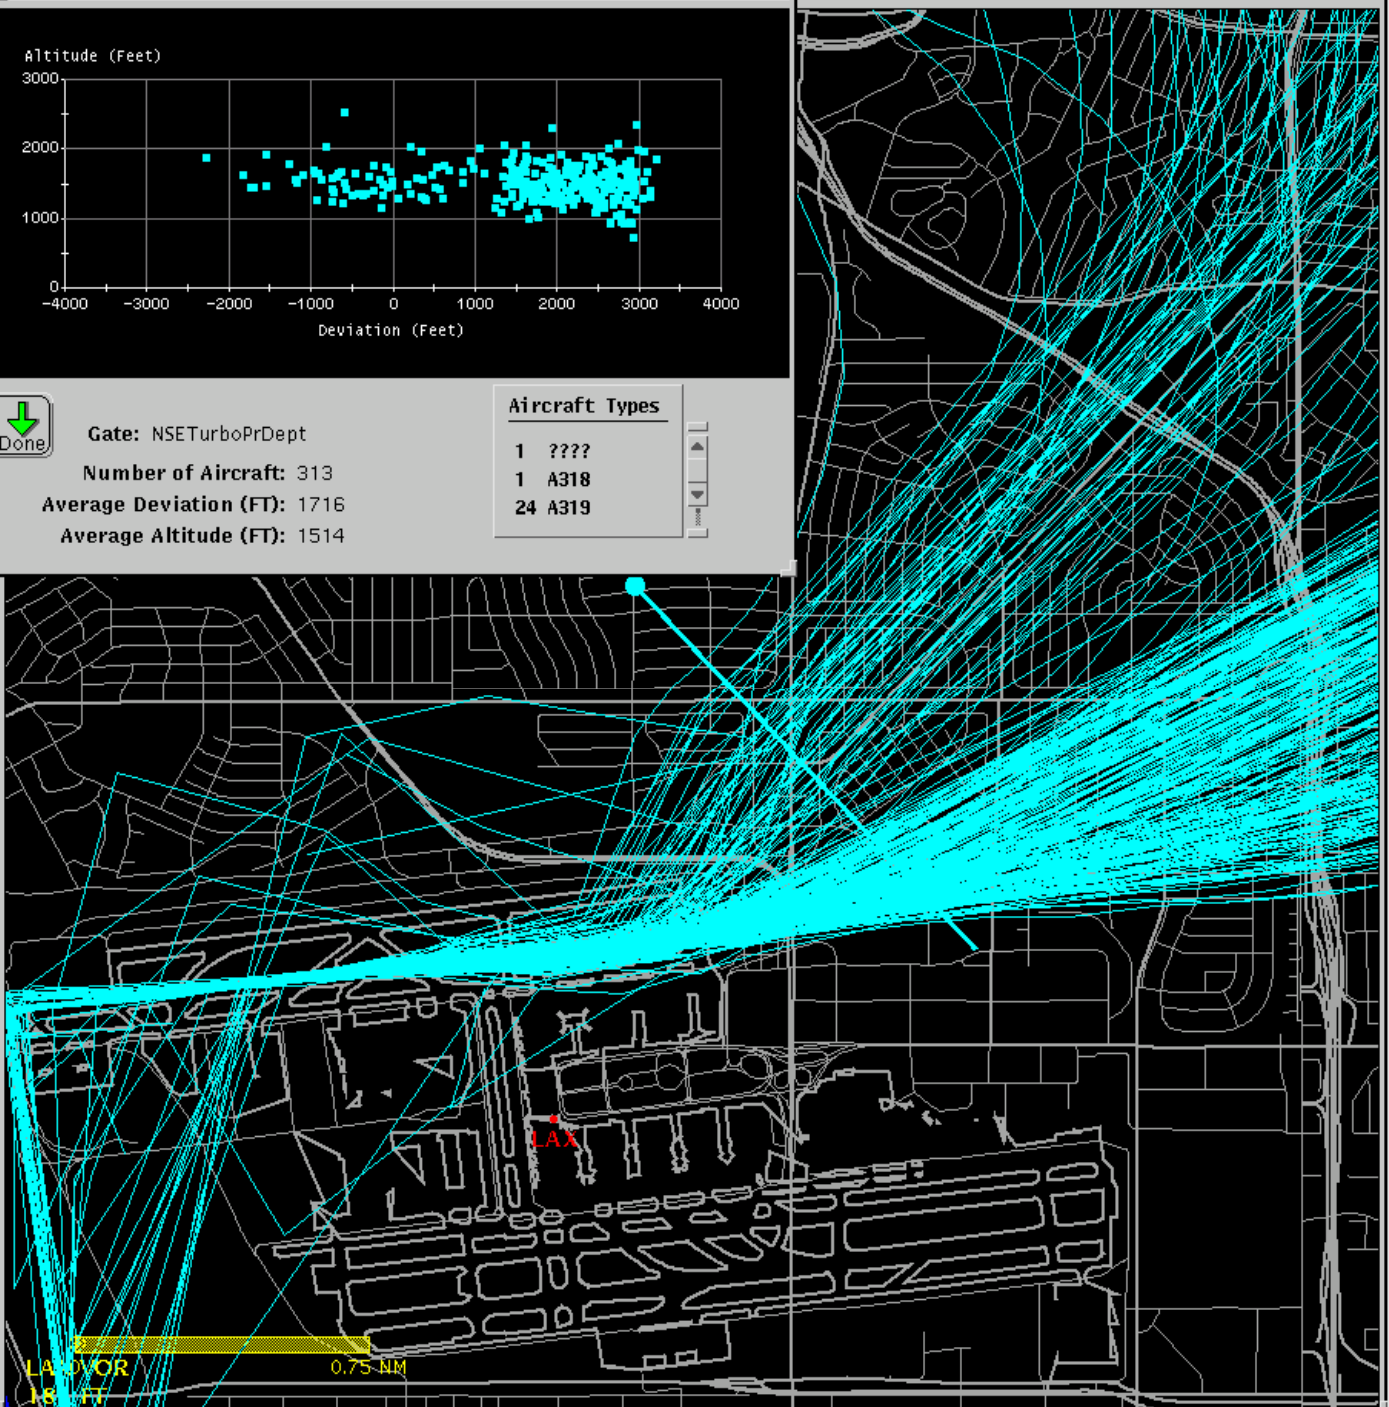 Altitude (Feet)
3000
2000
1000
0
-4000 -3000 -2000 -1000 0 1000 2000 3000 4000
Deviation (Feet)
Done
Gate: NSETurboPrDept
Number of Aircraft: 313
Average Deviation (FT): 1716
Average Altitude (FT): 1514
Aircraft Types
1 ????
1 A318
24 A319
LAX
0.75 NM
VOR
FT